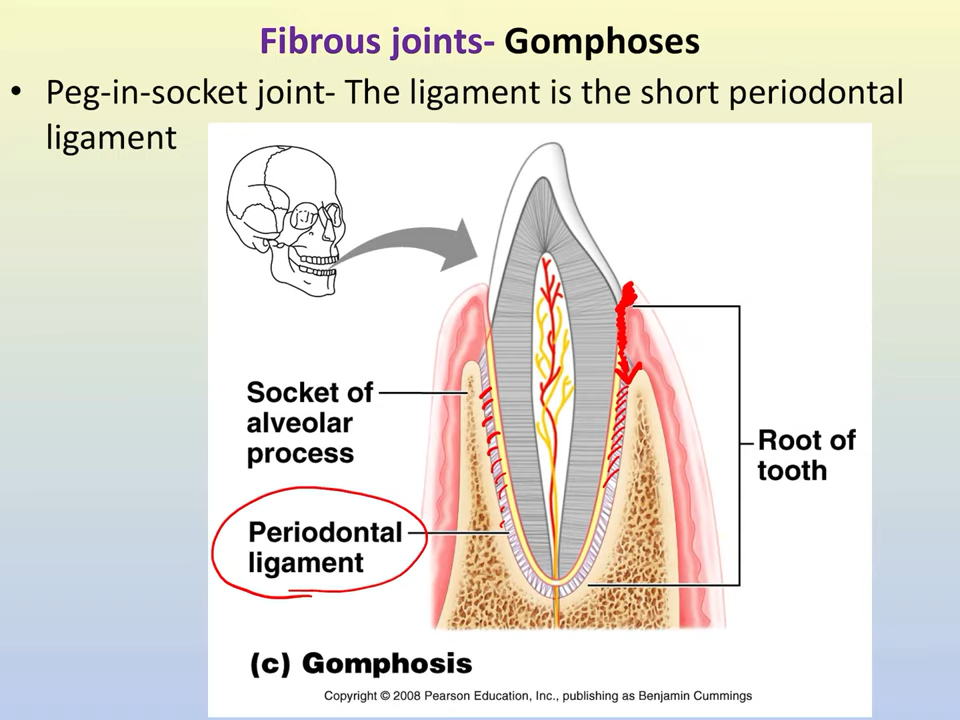 Fibrous joints- Gomphoses
• Peg-in-socket joint- The ligament is the short periodontal
ligament
Socket of
alveolar
process
Periodontal
ligament
Root of
tooth
(c) Gomphosis
Copyright © 2008 Pearson Education, Inc., publishing as Benjamin Cummings